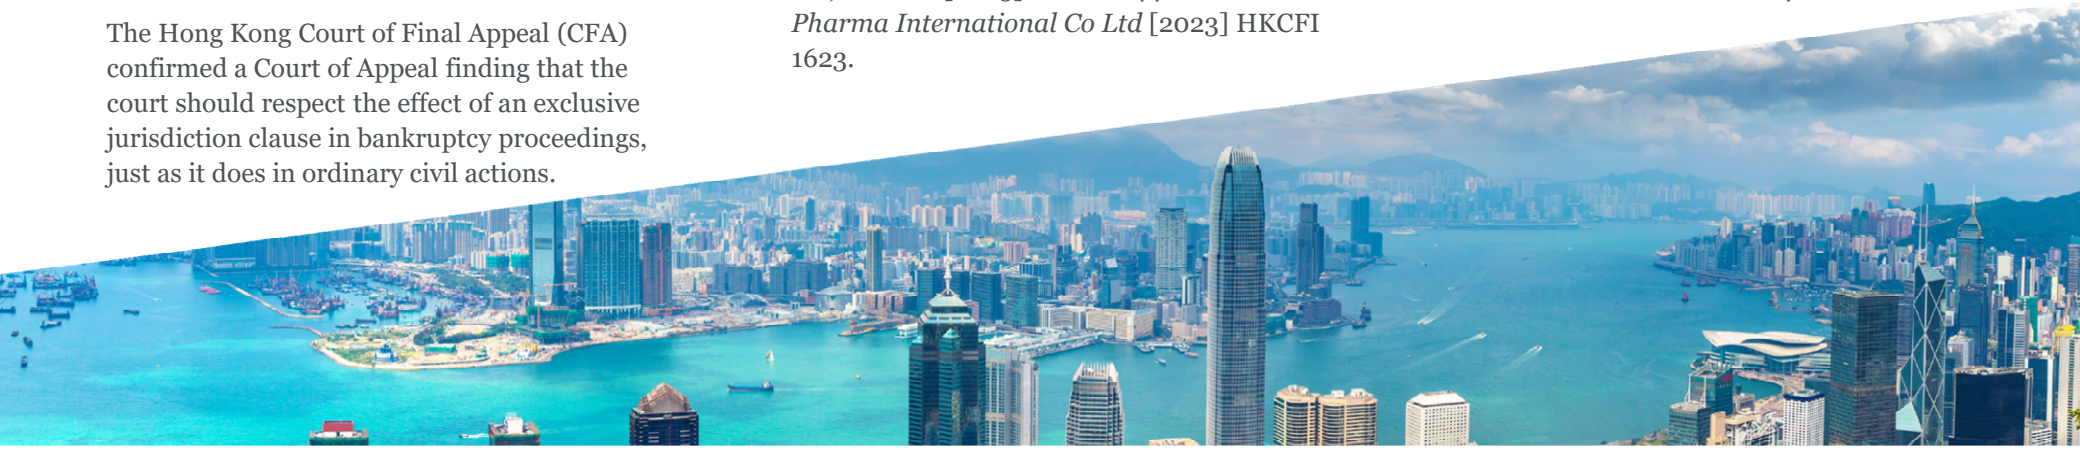 The Hong Kong Court of Final Appeal (CFA)
confirmed a Court of Appeal finding that the
court should respect the effect of an exclusive
jurisdiction clause in bankruptcy proceedings,
just as it does in ordinary civil actions.
Pharma International Co Ltd [2023] HKCFI
1623.